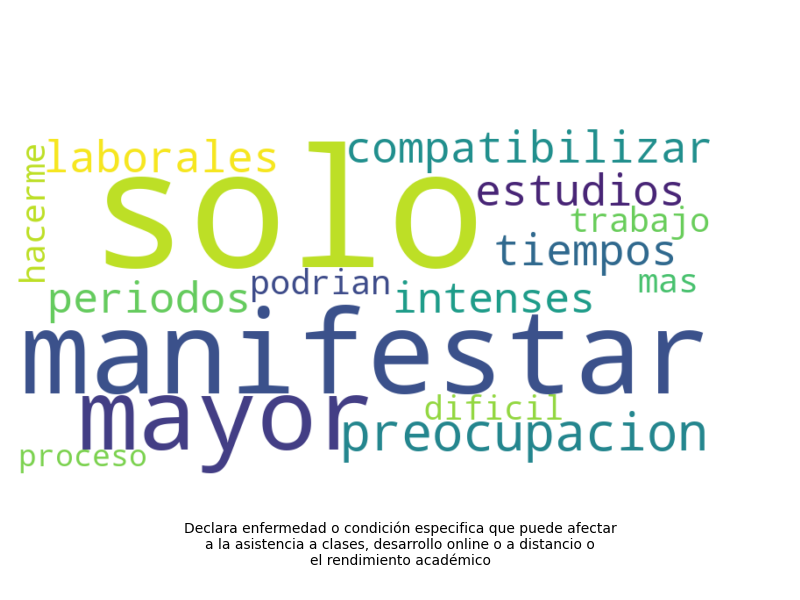 hacerme
laborales
solo
compatibilizar
estudios
trabajo
tiempos
mas
podrian
periodos
intenses
manifestar
mayor
dificil
preocupacion
proceso
Declara enfermedad o condición especifica que puede afectar
a la asistencia a clases, desarrollo online o a distancio o
el rendimiento académico